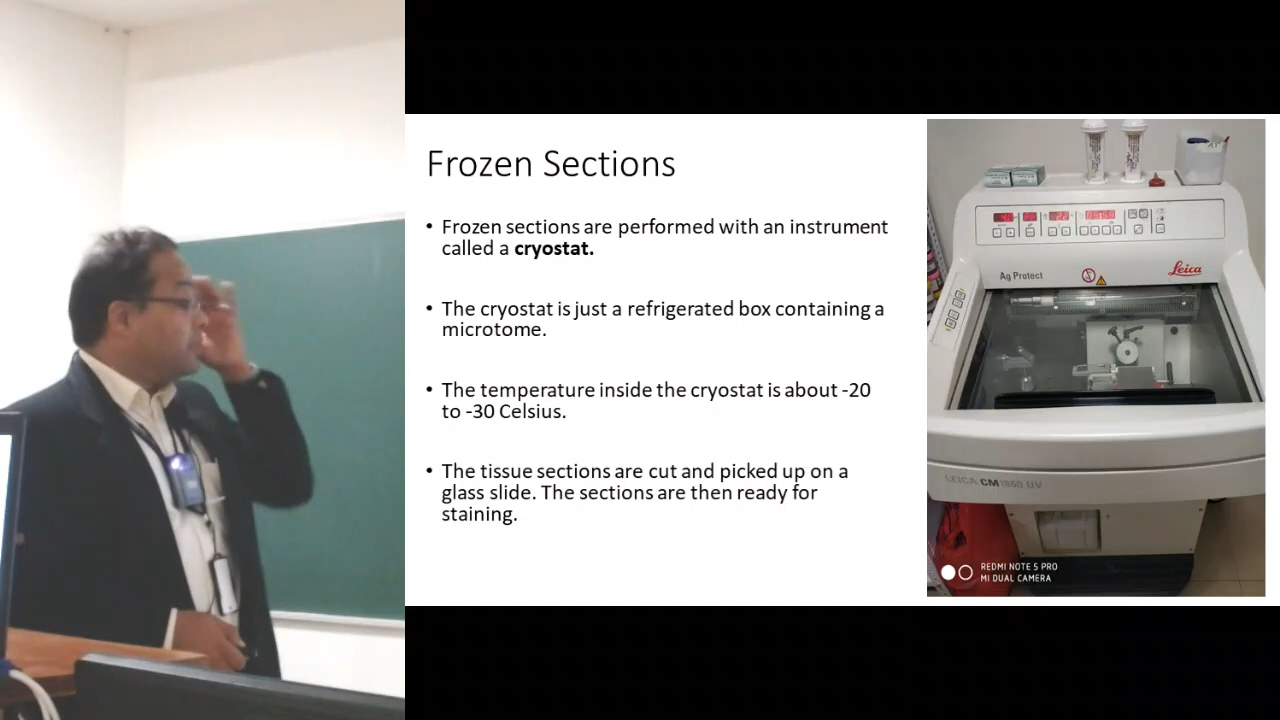 Frozen Sections
• Frozen sections are performed with an instrument
called a cryostat.
• The cryostat is just a refrigerated box containing a
microtome.
• The temperature inside the cryostat is about -20
to -30 Celsius.
• The tissue sections are cut and picked up on a
glass slide. The sections are then ready for
staining.
Ag Protect
Leica
LEICA CM1860 UV
REDMI NOTE 5 PRO
MI DUAL CAMERA